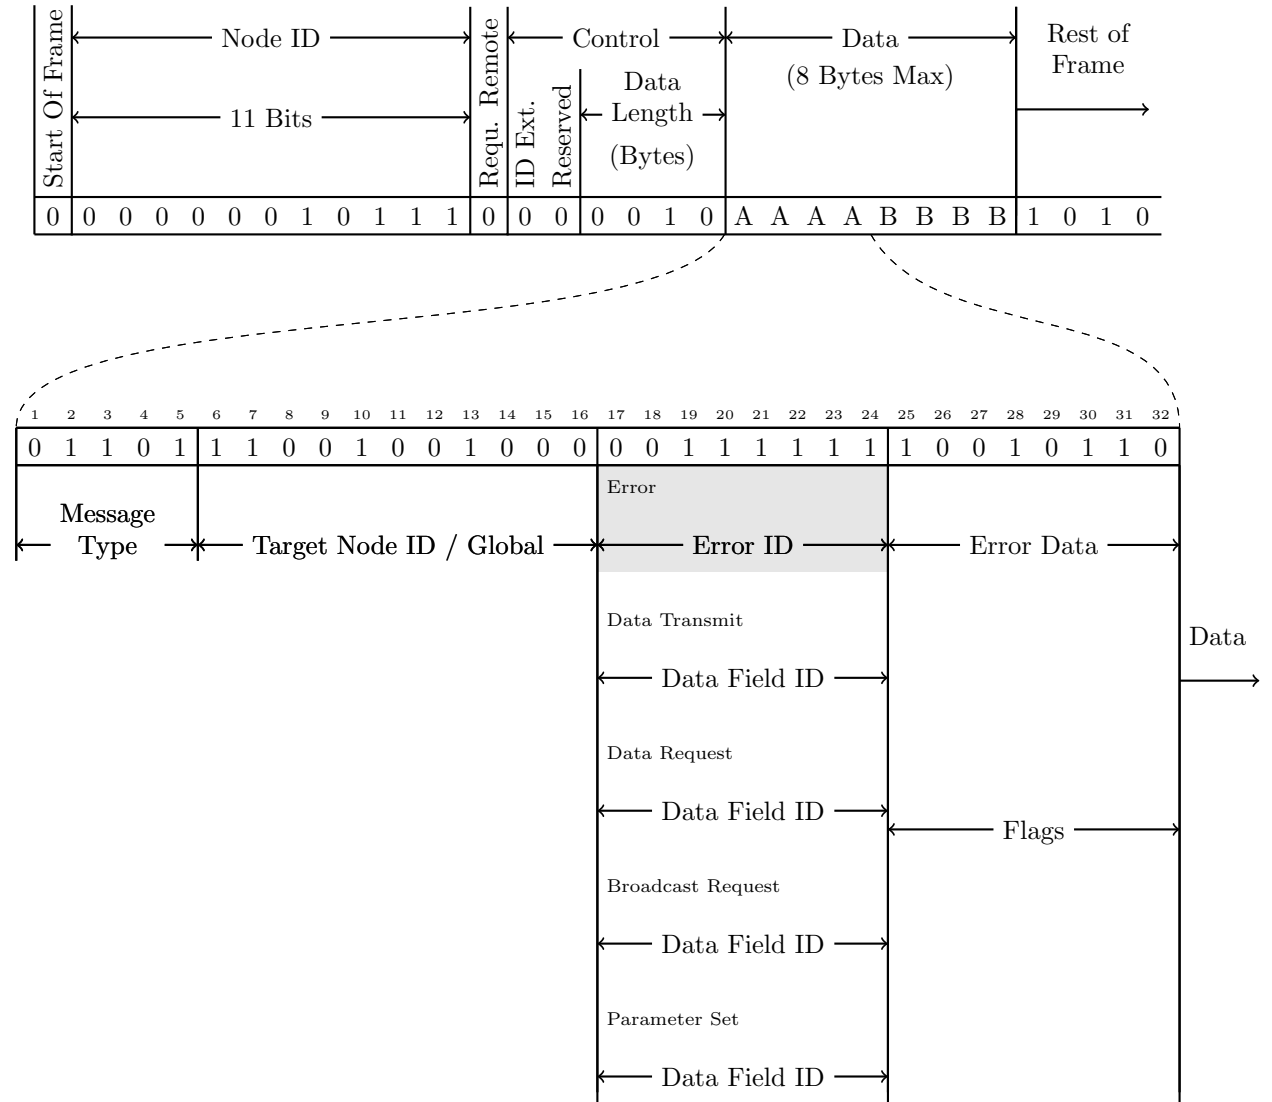 Start Of Frame
Node ID
11 Bits
Requ. Remote
Control
ID Ext.
Reserved
Data
Length
(Bytes)
Data
(8 Bytes Max)
Rest of
Frame
0 0 0 0 0 0 0 1 0 1 1 1 0 0 0 0 0 1 0 A A A A B B B B 1 0 1 0
1 2 3 4 5 6 7 8 9 10 11 12 13 14 15 16 17 18 19 20 21 22 23 24 25 26 27 28 29 30 31 32
0 1 1 0 1 1 1 0 0 1 0 0 1 0 0 0 0 0 1 1 1 1 1 1 1 0 0 1 0 1 1 0
Message
Type
Target Node ID / Global
Error
Error ID
Error Data
Data Transmit
Data Field ID
Data
Data Request
Data Field ID
Flags
Broadcast Request
Data Field ID
Parameter Set
Data Field ID